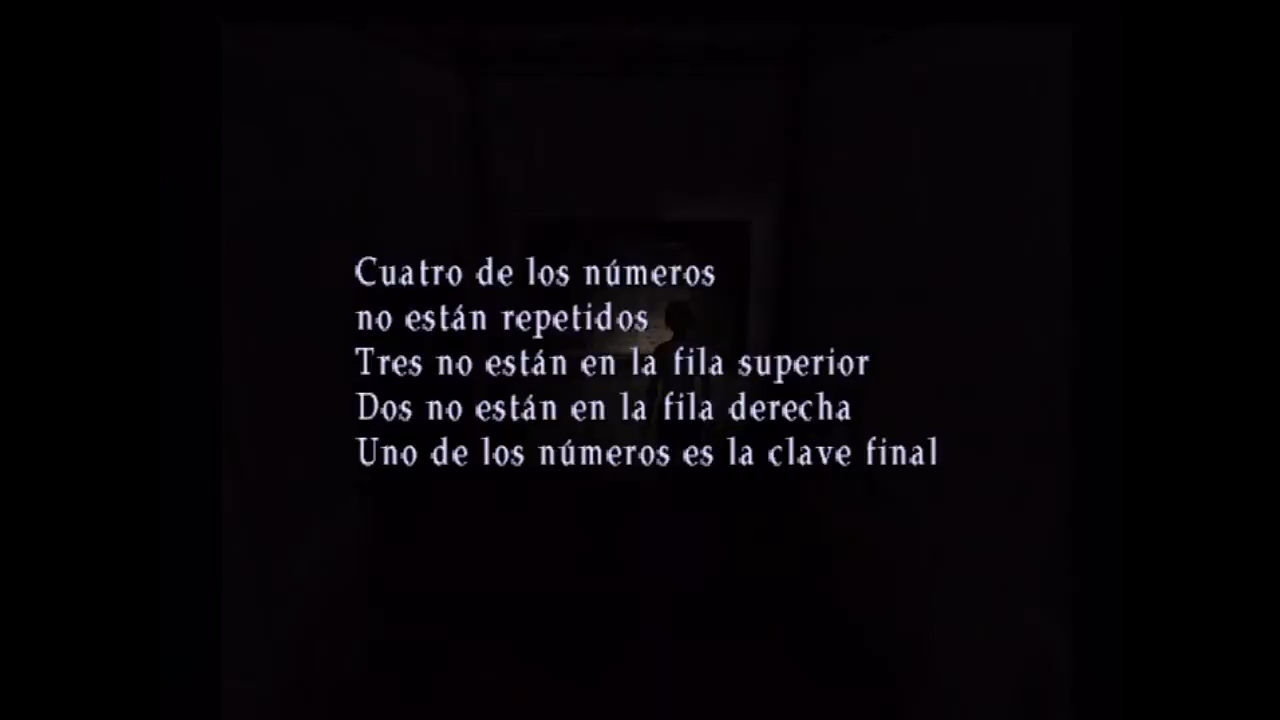 Cuatro de los números
no están repetidos
Tres no están en la fila superior
Dos no están en la fila derecha
Uno de los números es la clave final